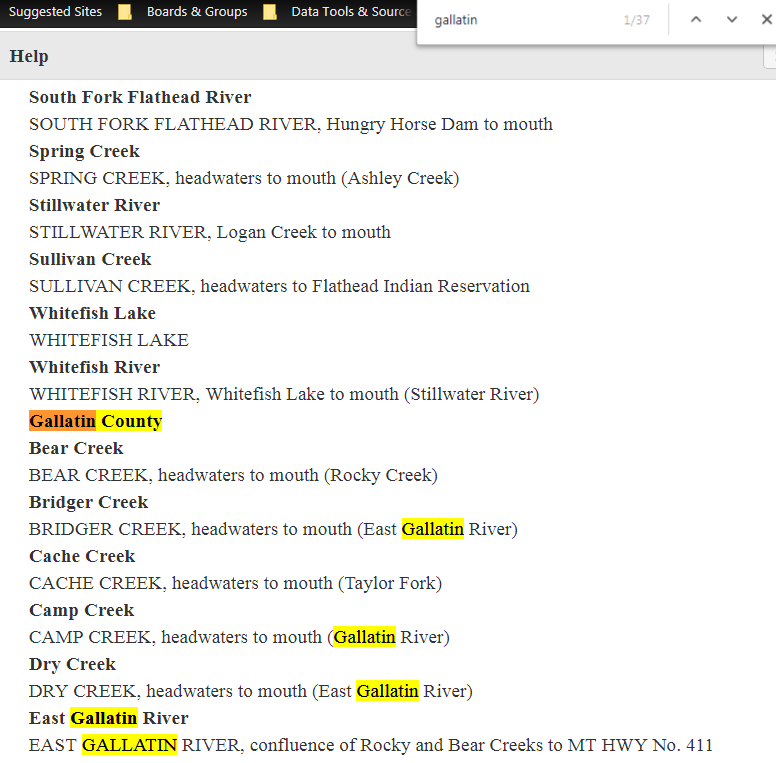 Suggested Sites Boards & Groups Data Tools & Source
gallatin 1/37
Help
South Fork Flathead River
SOUTH FORK FLATHEAD RIVER, Hungry Horse Dam to mouth
Spring Creek
SPRING CREEK, headwaters to mouth (Ashley Creek)
Stillwater River
STILLWATER RIVER, Logan Creek to mouth
Sullivan Creek
SULLIVAN CREEK, headwaters to Flathead Indian Reservation
Whitefish Lake
WHITEFISH LAKE
Whitefish River
WHITEFISH RIVER, Whitefish Lake to mouth (Stillwater River)
Gallatin County
Bear Creek
BEAR CREEK, headwaters to mouth (Rocky Creek)
Bridger Creek
BRIDGER CREEK, headwaters to mouth (East Gallatin River)
Cache Creek
CACHE CREEK, headwaters to mouth (Taylor Fork)
Camp Creek
CAMP CREEK, headwaters to mouth (Gallatin River)
Dry Creek
DRY CREEK, headwaters to mouth (East Gallatin River)
East Gallatin River
EAST GALLATIN RIVER, confluence of Rocky and Bear Creeks to MT HWY No. 411